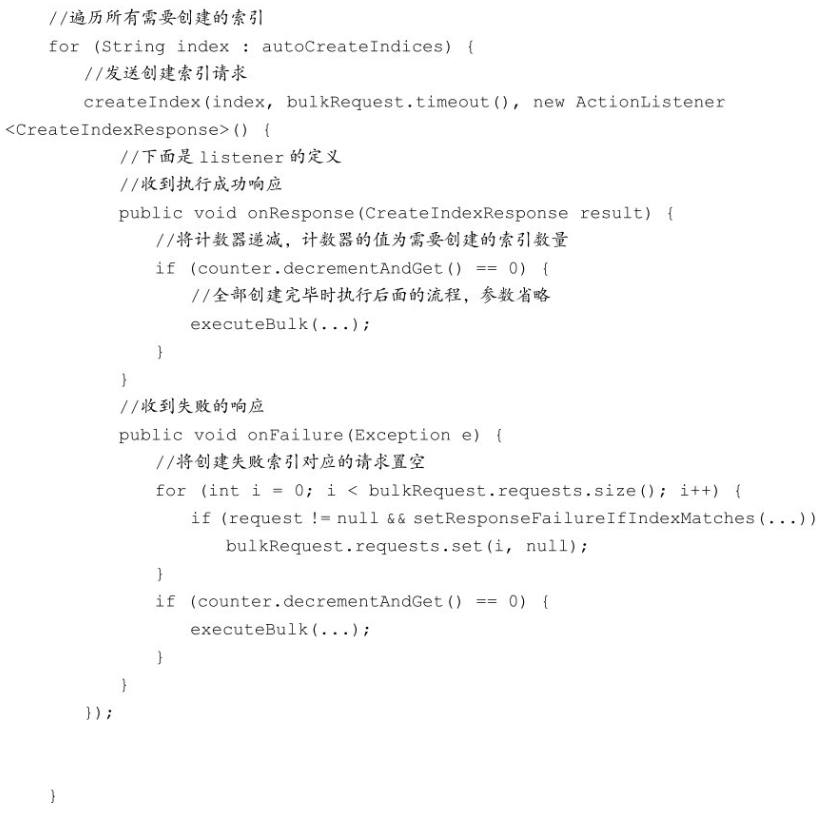 //遍历所有需要创建的索引
for (String index : autoCreateIndices) {
//发送创建索引请求
createIndex(index, bulkRequest.timeout(), new ActionListener
<CreateIndexResponse>() {
//下面是 listener 的定义
//收到执行成功响应
public void onResponse(CreateIndexResponse result) {
//将计数器递减，计数器的值为需要创建的索引数量
if (counter.decrementAndGet() == 0) {
//全部创建完毕时执行后面的流程，参数省略
executeBulk(...);
}
}
//收到失败的响应
public void onFailure(Exception e) {
//将创建失败索引对应的请求置空
for (int i = 0; i < bulkRequest.requests.size(); i++) {
if (request != null && setResponseFailureIfIndexMatches(...))
bulkRequest.requests.set(i, null);
}
if (counter.decrementAndGet() == 0) {
executeBulk(...);
}
}
});
}